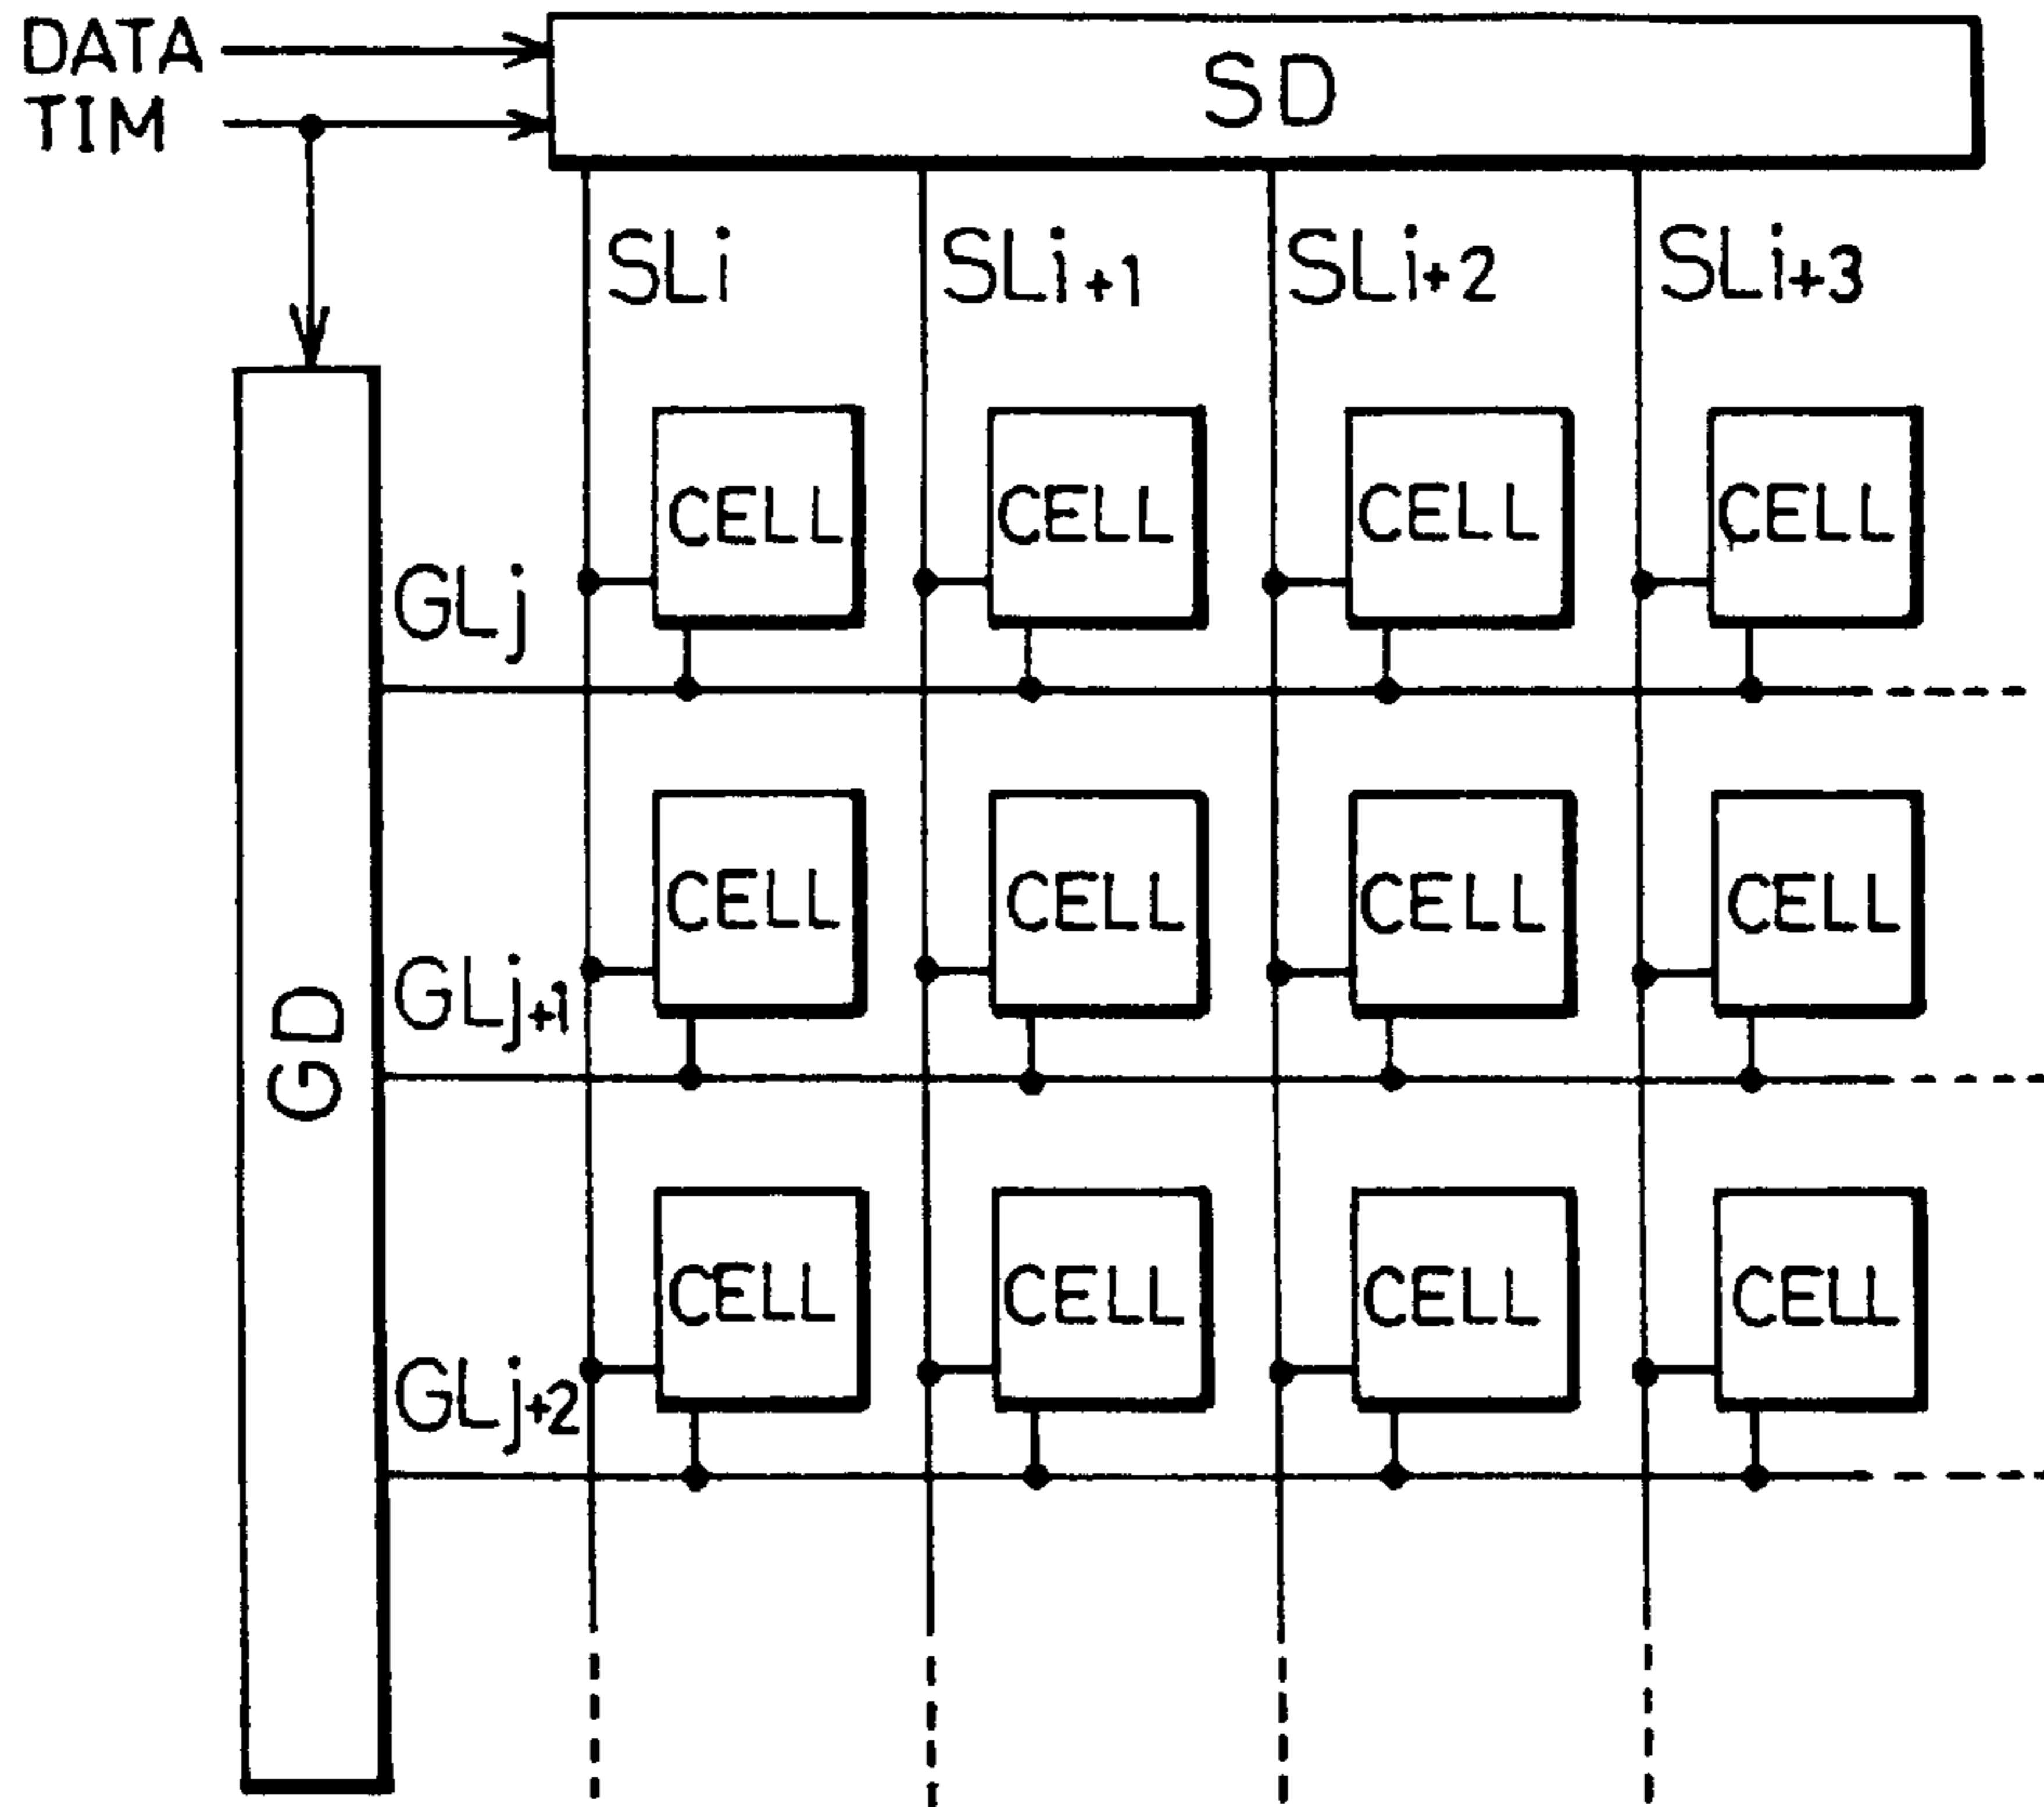 DATA
TIM
SD
SLi SLi+1 SLi+2 SLi+3
CELL CELL CELL CELL
GLj
CELL CELL CELL CELL
GLj+1
GD
CELL CELL CELL CELL
GLj+2